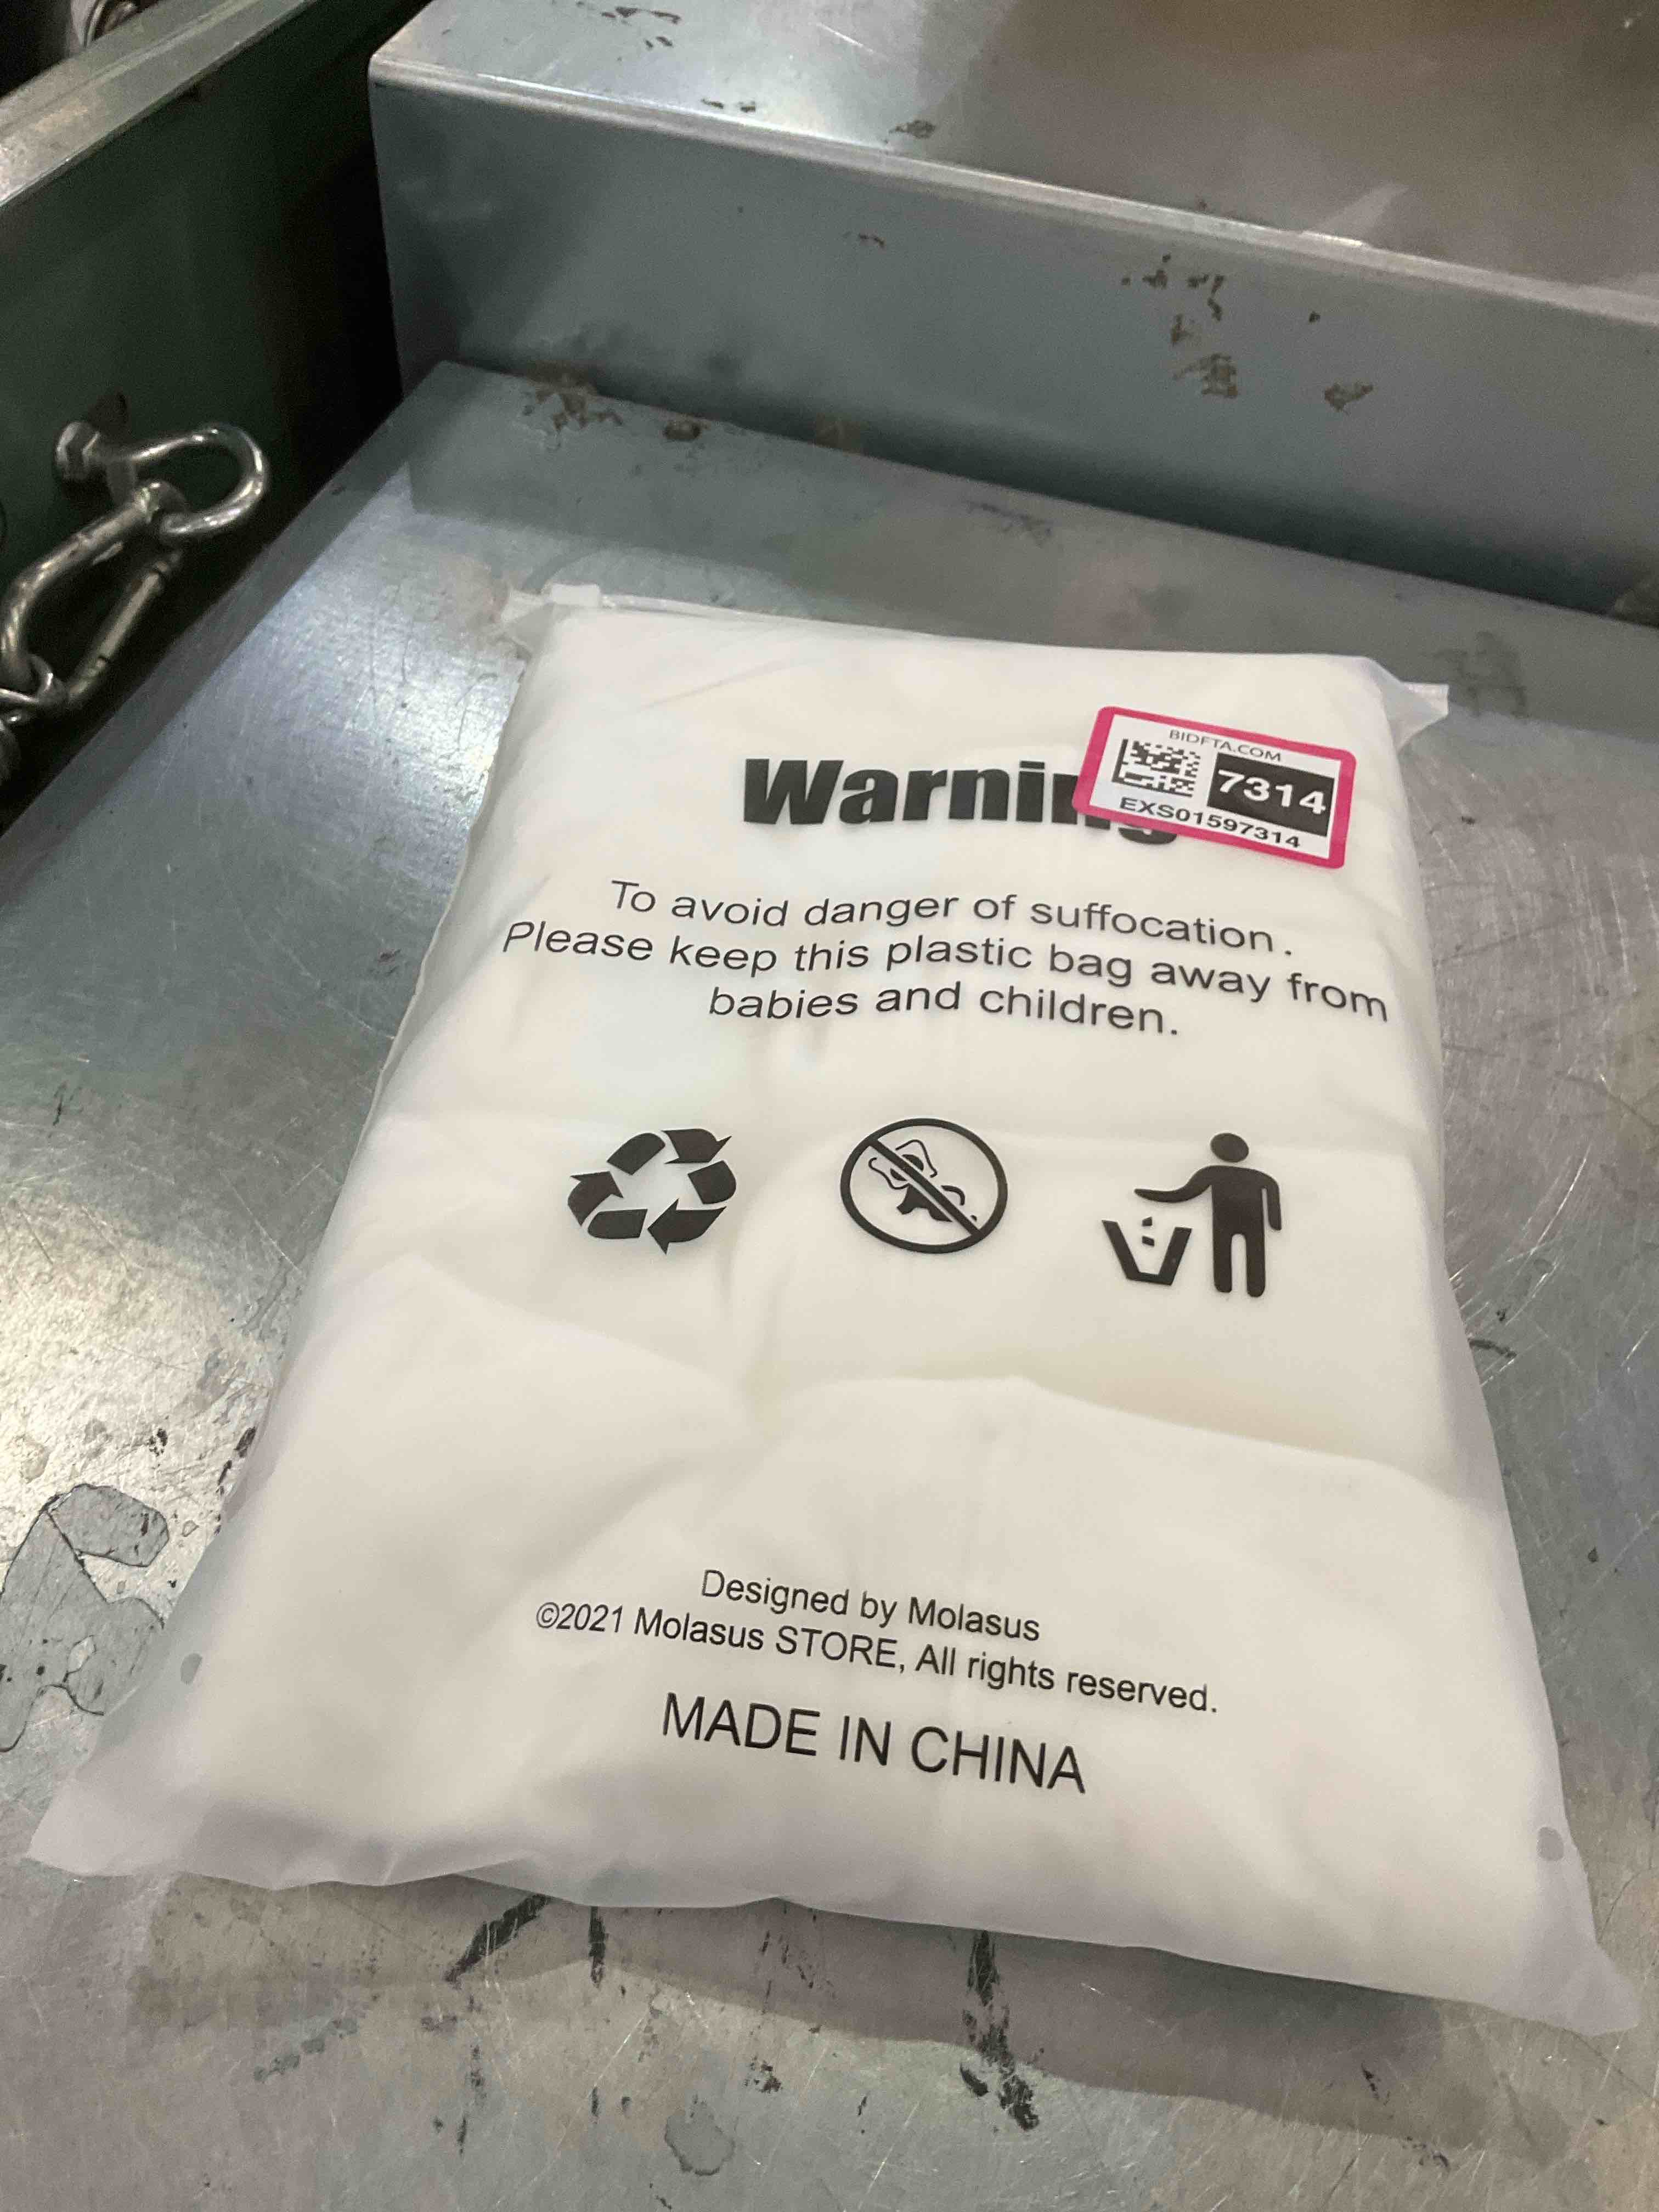 BIDFTA.COM
7314
EXS01597314
Warning
To avoid danger of suffocation.
Please keep this plastic bag away from
babies and children.
Designed by Molasus
©2021 Molasus STORE, All rights reserved.
MADE IN CHINA